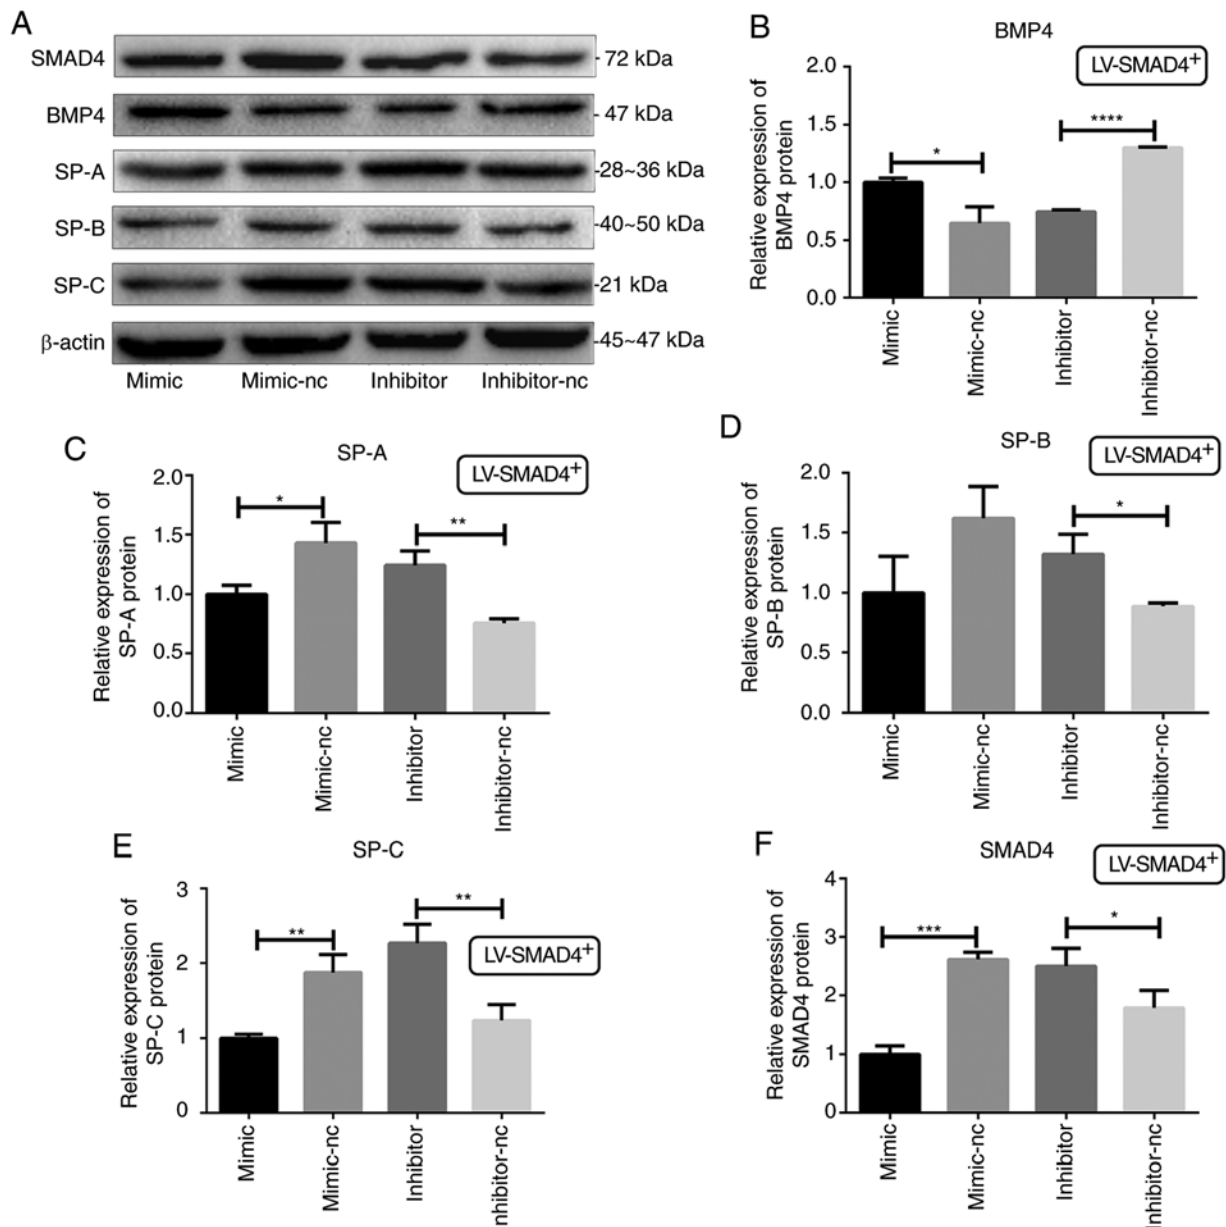 A
SMAD4
72 kDa
BMP4
47 kDa
SP-A
28~36 kDa
SP-B
40~50 kDa
SP-C
21 kDa
β-actin
45~47 kDa
Mimic Mimic-nc Inhibitor Inhibitor-nc
B
BMP4
LV-SMAD4+
Relative expression of
BMP4 protein
2.0
1.5
1.0
0.5
0.0
*
****
Mimic
Mimic-nc
Inhibitor
Inhibitor-nc
C
SP-A
LV-SMAD4+
Relative expression of
SP-A protein
2.0
1.5
1.0
0.5
0.0
*
**
Mimic
Mimic-nc
Inhibitor
Inhibitor-nc
D
SP-B
LV-SMAD4+
Relative expression of
SP-B protein
2.0
1.5
1.0
0.5
0.0
*
Mimic
Mimic-nc
Inhibitor
Inhibitor-nc
E
SP-C
LV-SMAD4+
Relative expression of
SP-C protein
3
2
1
0
**
**
Mimic
Mimic-nc
Inhibitor
nhibitor-nc
F
SMAD4
LV-SMAD4+
Relative expression of
SMAD4 protein
4
3
2
1
0
***
*
Mimic
Mimic-nc
Inhibitor
Inhibitor-nc